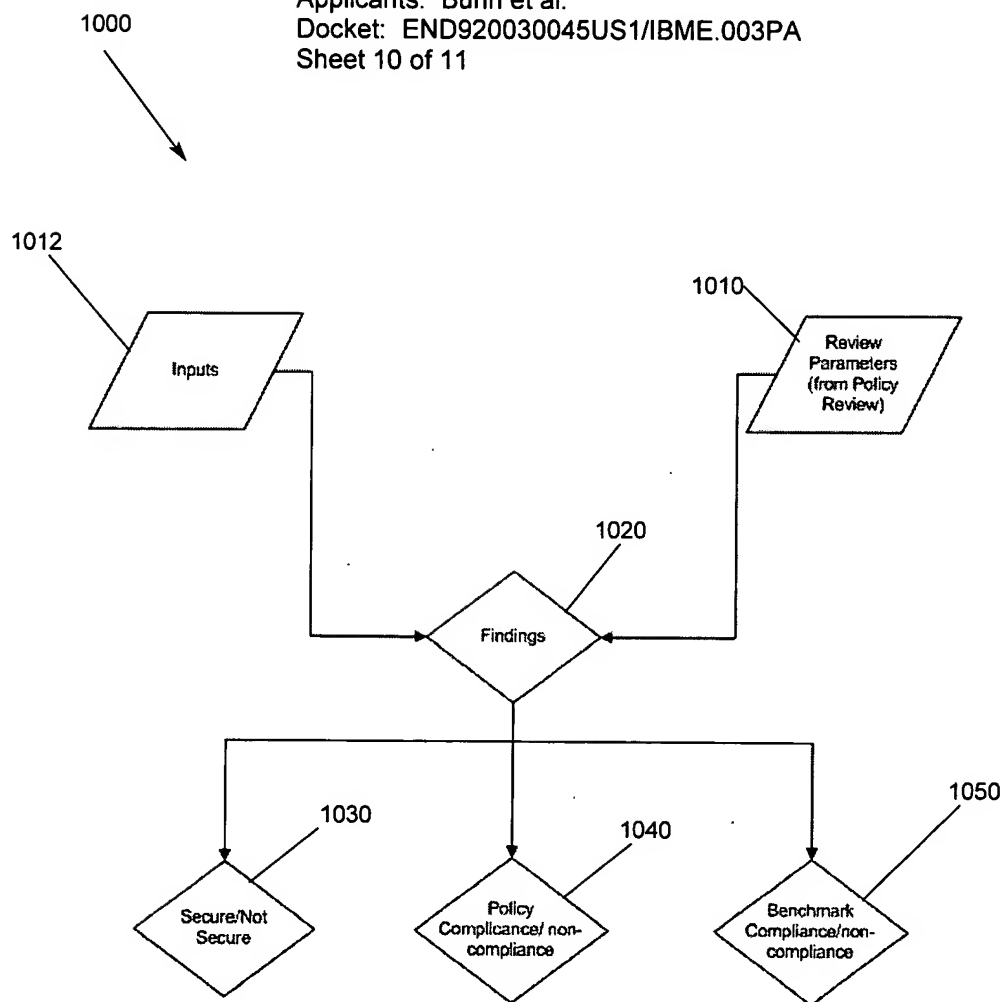 Applicants: Bunn et al.
Docket: END920030045US1/IBME.003PA
Sheet 10 of 11
1000
1012
1010
Inputs
Review
Parameters
(from Policy
Review)
1020
Findings
1030
1040
1050
Secure/Not
Secure
Policy
Complicance/ non-
compliance
Benchmark
Compliance/non-
compliance